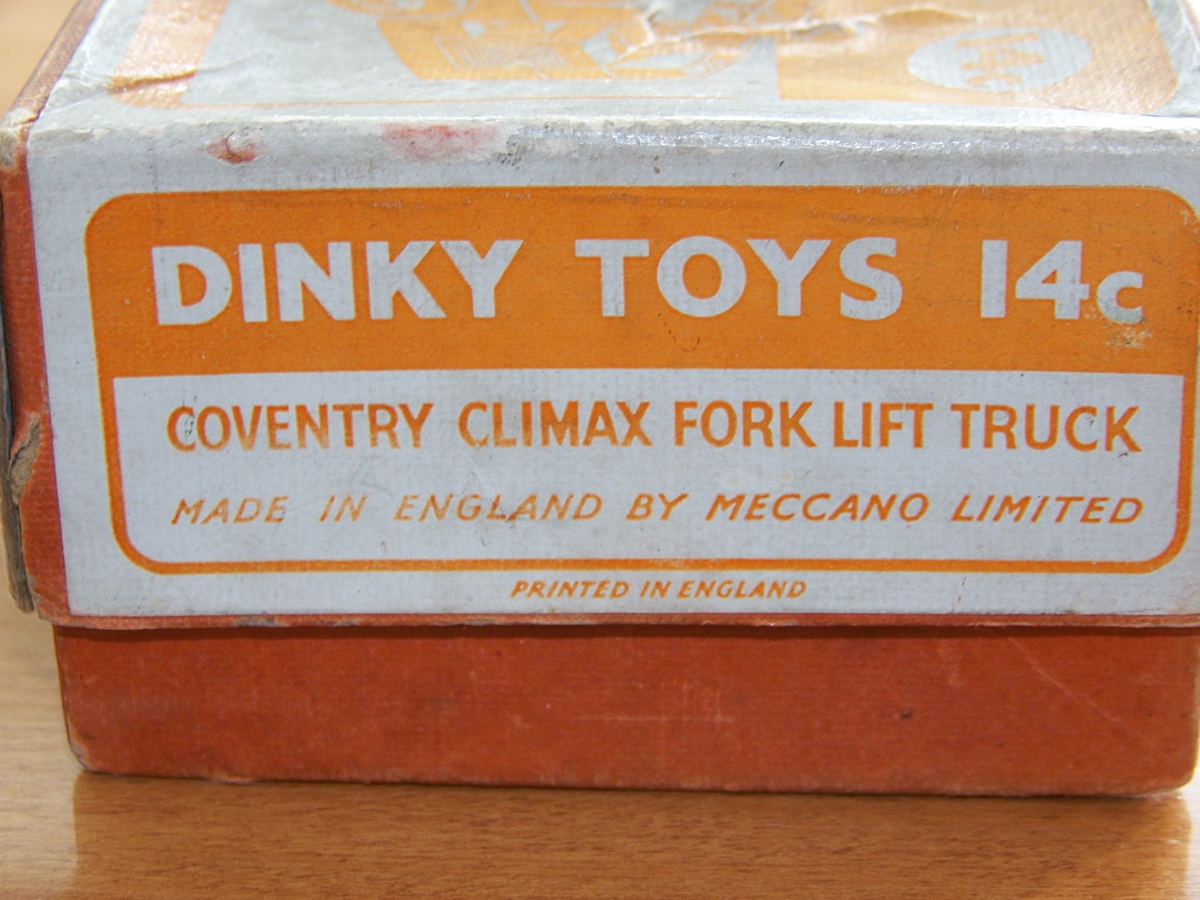 DINKY TOYS 14c
COVENTRY CLIMAX FORK LIFT TRUCK
MADE IN ENGLAND BY MECCANO LIMITED
PRINTED IN ENGLAND